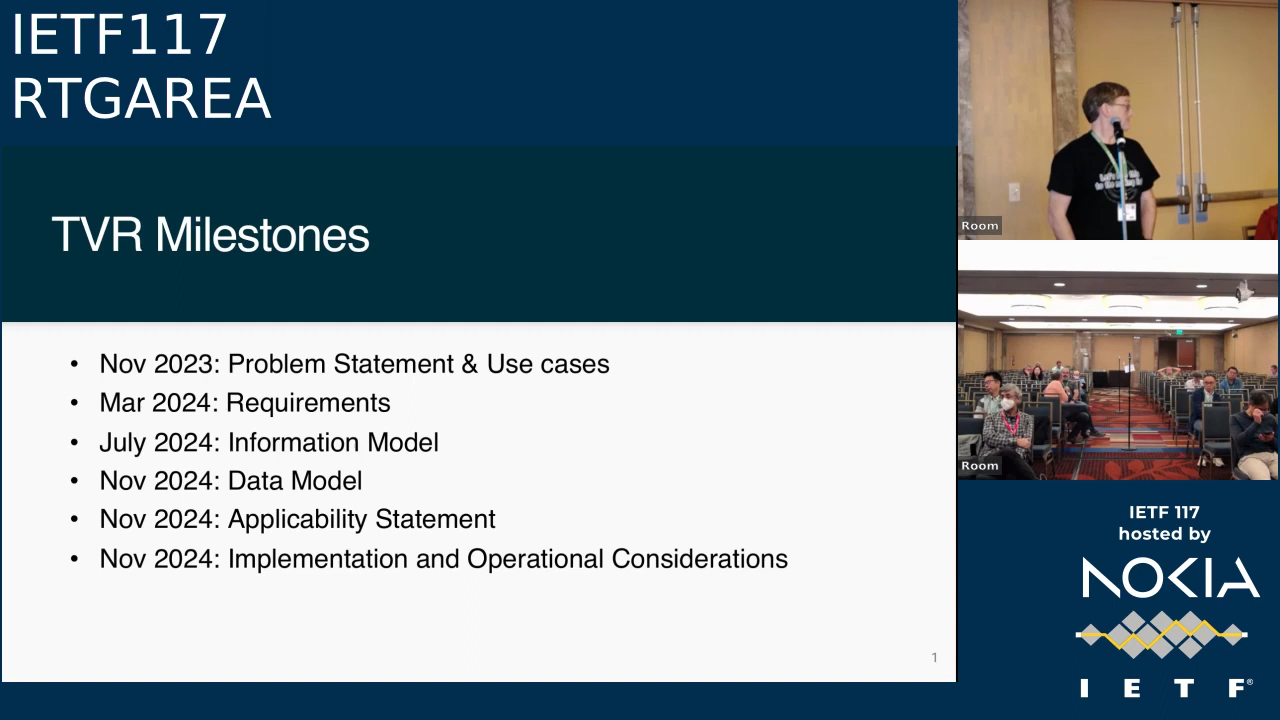 IETF117
RTGAREA
TVR Milestones
• Nov 2023: Problem Statement & Use cases
• Mar 2024: Requirements
• July 2024: Information Model
• Nov 2024: Data Model
• Nov 2024: Applicability Statement
• Nov 2024: Implementation and Operational Considerations
1
Room
Room
IETF 117
hosted by
NOKIA
I E T F®